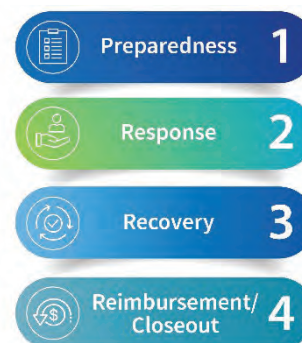 Preparedness 1
Response 2
Recovery 3
Reimbursement/
Closeout 4
$